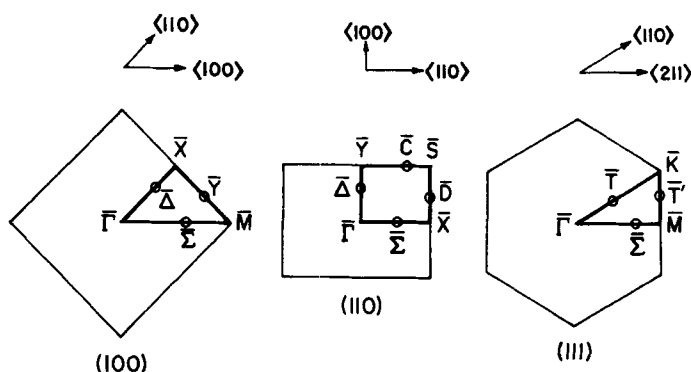 ⟨110⟩
⟨100⟩
X̅
Δ̅
Y̅
Γ̅
Σ̅
M̅
(100)
⟨100⟩
⟨110⟩
Y̅
C̅
S̅
Δ̅
D̅
Γ̅
Σ̅
X̅
(110)
⟨110⟩
⟨211⟩
K̅
T̅
T̅'
Γ̅
Σ̅
M̅
(111)